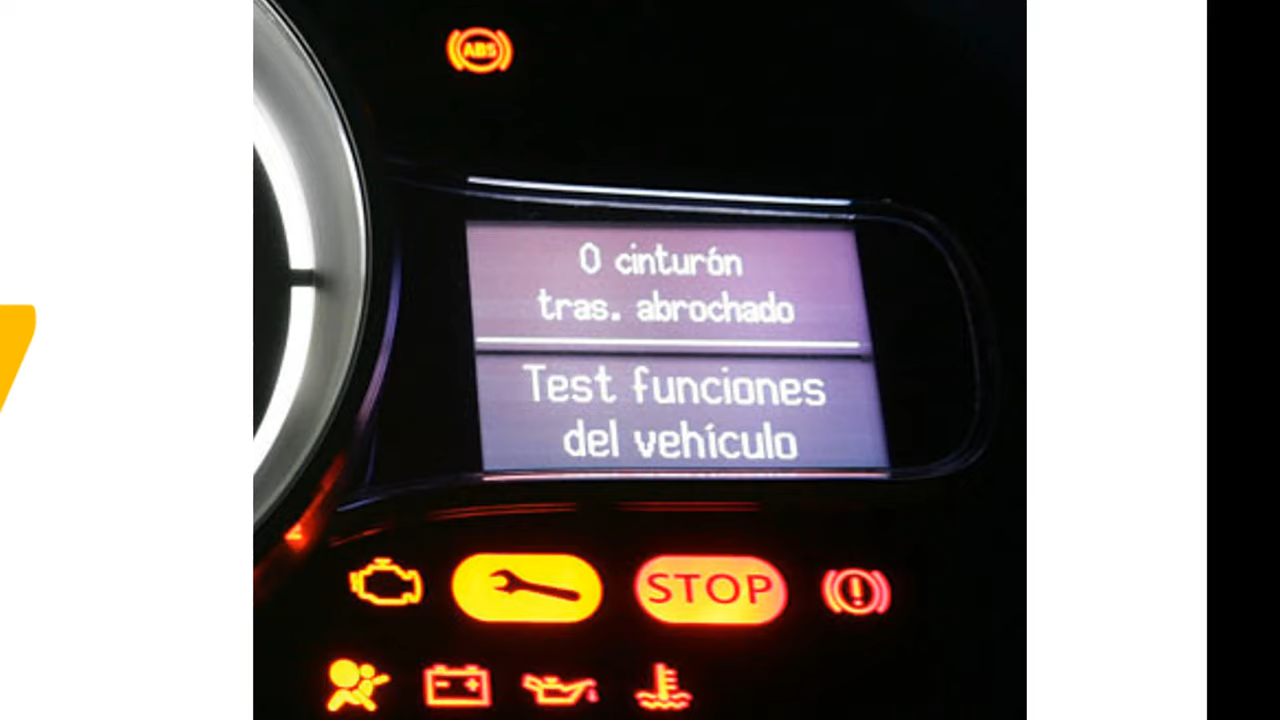 ABS
0 cinturón
tras. abrochado
Test funciones
del vehículo
STOP